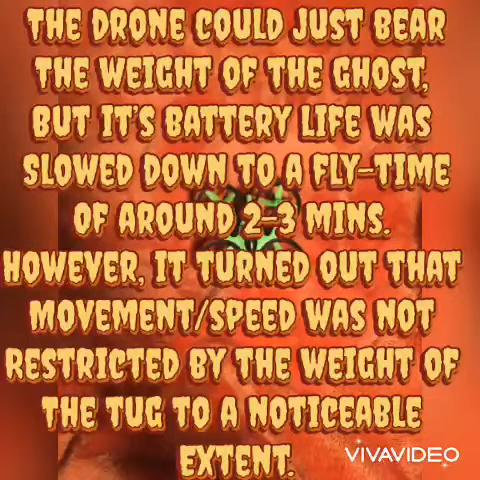 THE DRONE COULD JUST BEAR
THE WEIGHT OF THE GHOST,
BUT IT'S BATTERY LIFE WAS
SLOWED DOWN TO A FLY-TIME
OF AROUND 2-3 MINS.
HOWEVER, IT TURNED OUT THAT
MOVEMENT/SPEED WAS NOT
RESTRICTED BY THE WEIGHT OF
THE TUG TO A NOTICEABLE
EXTENT.
VIVAVIDEO